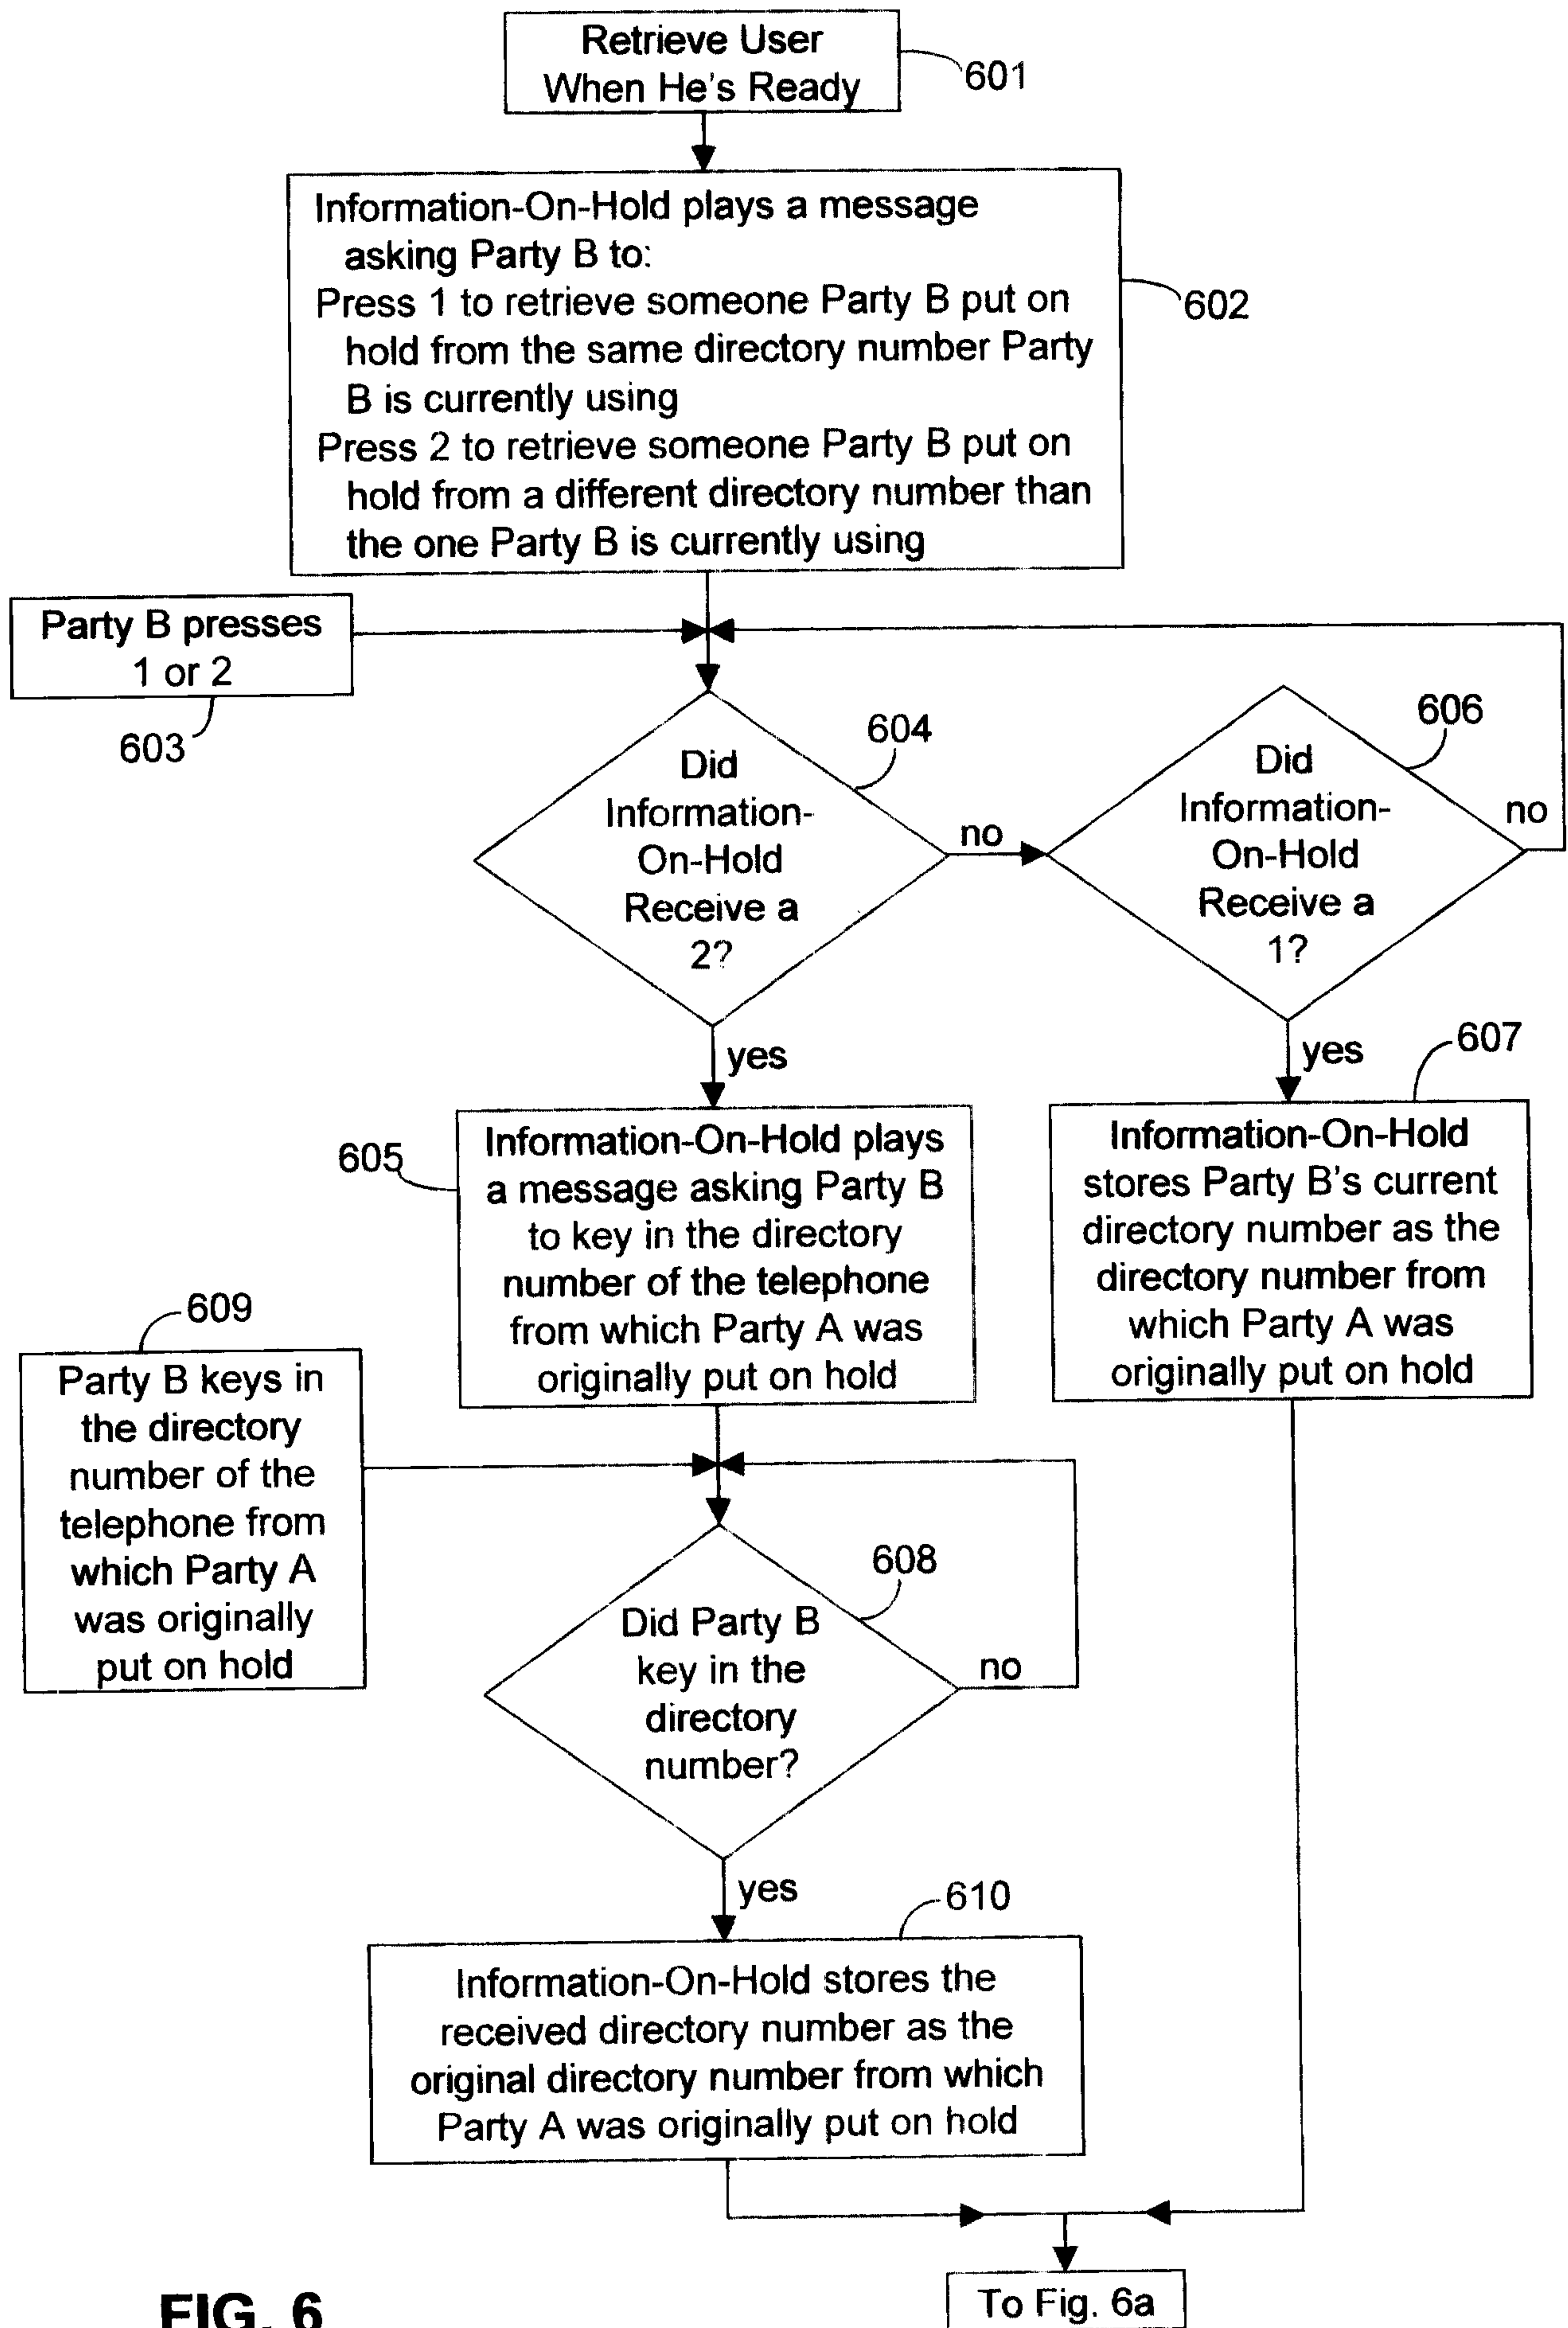 Retrieve User
When He's Ready
601
Information-On-Hold plays a message
asking Party B to:
Press 1 to retrieve someone Party B put on
hold from the same directory number Party
B is currently using
Press 2 to retrieve someone Party B put on
hold from a different directory number than
the one Party B is currently using
602
Party B presses
1 or 2
603
Did
Information-
On-Hold
Receive a
2?
604
no
yes
Did
Information-
On-Hold
Receive a
1?
606
no
yes
605
Information-On-Hold plays
a message asking Party B
to key in the directory
number of the telephone
from which Party A was
originally put on hold
607
Information-On-Hold
stores Party B's current
directory number as the
directory number from
which Party A was
originally put on hold
609
Party B keys in
the directory
number of the
telephone from
which Party A
was originally
put on hold
608
Did Party B
key in the
directory
number?
no
yes
610
Information-On-Hold stores the
received directory number as the
original directory number from which
Party A was originally put on hold
To Fig. 6a
FIG. 6